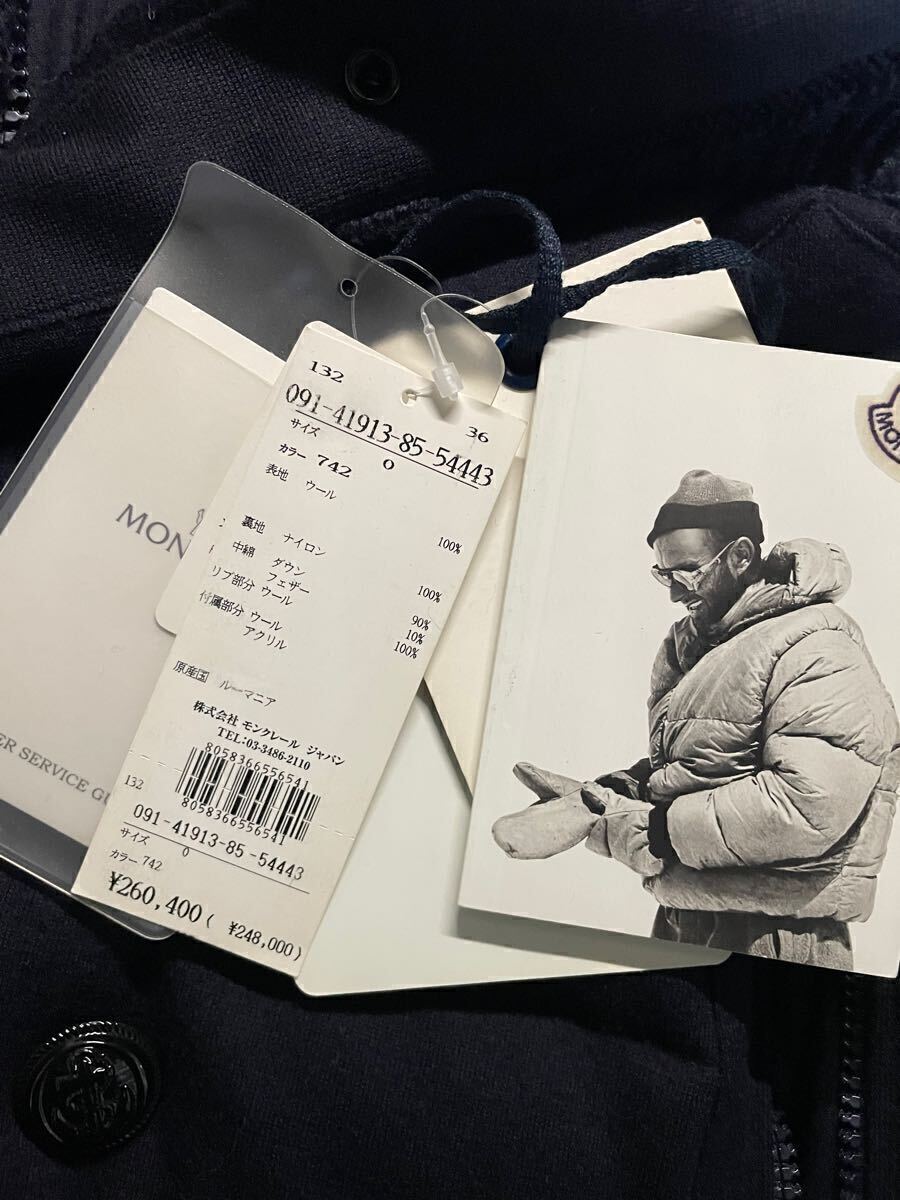 132
36
091-41913-85-54443
サイズ 0
カラー 742
表地 ウール 100%
裏地 ナイロン 100%
中綿 ダウン 90%
フェザー 10%
リブ部分 ウール 100%
付属部分 ウール
アクリル
原産国 ルーマニア
株式会社 モンクレール ジャパン
TEL:03-3486-2110
8058366556541
8058366556541
132
091-41913-85-54443
サイズ 0
カラー 742
¥260,400( ¥248,000)
MON
ER SERVICE GU